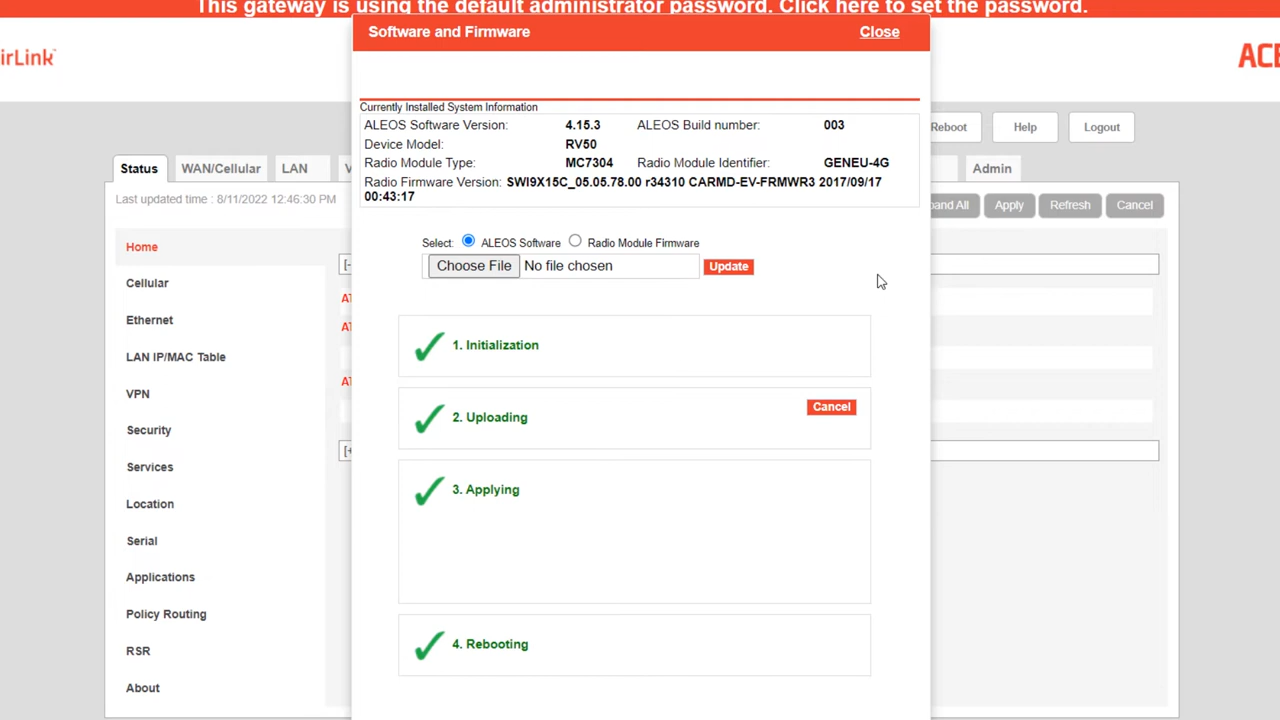 This gateway is using the default administrator password. Click here to set the password.
Software and Firmware
Close
irLink
ACE
Currently Installed System Information
ALEOS Software Version: 4.15.3 ALEOS Build number: 003
Device Model: RV50
Radio Module Type: MC7304 Radio Module Identifier: GENEU-4G
Radio Firmware Version: SWI9X15C_05.05.78.00 r34310 CARMD-EV-FRMWR3 2017/09/17
00:43:17
Reboot
Help
Logout
Status
WAN/Cellular
LAN
V
Admin
Last updated time : 8/11/2022 12:46:30 PM
and All
Apply
Refresh
Cancel
Select: ALEOS Software Radio Module Firmware
Choose File No file chosen
Update
Home
[-
AT
Cellular
AT
Ethernet
LAN IP/MAC Table
AT
VPN
Security
[+
Services
Location
Serial
Applications
Policy Routing
RSR
About
1. Initialization
2. Uploading
Cancel
3. Applying
4. Rebooting